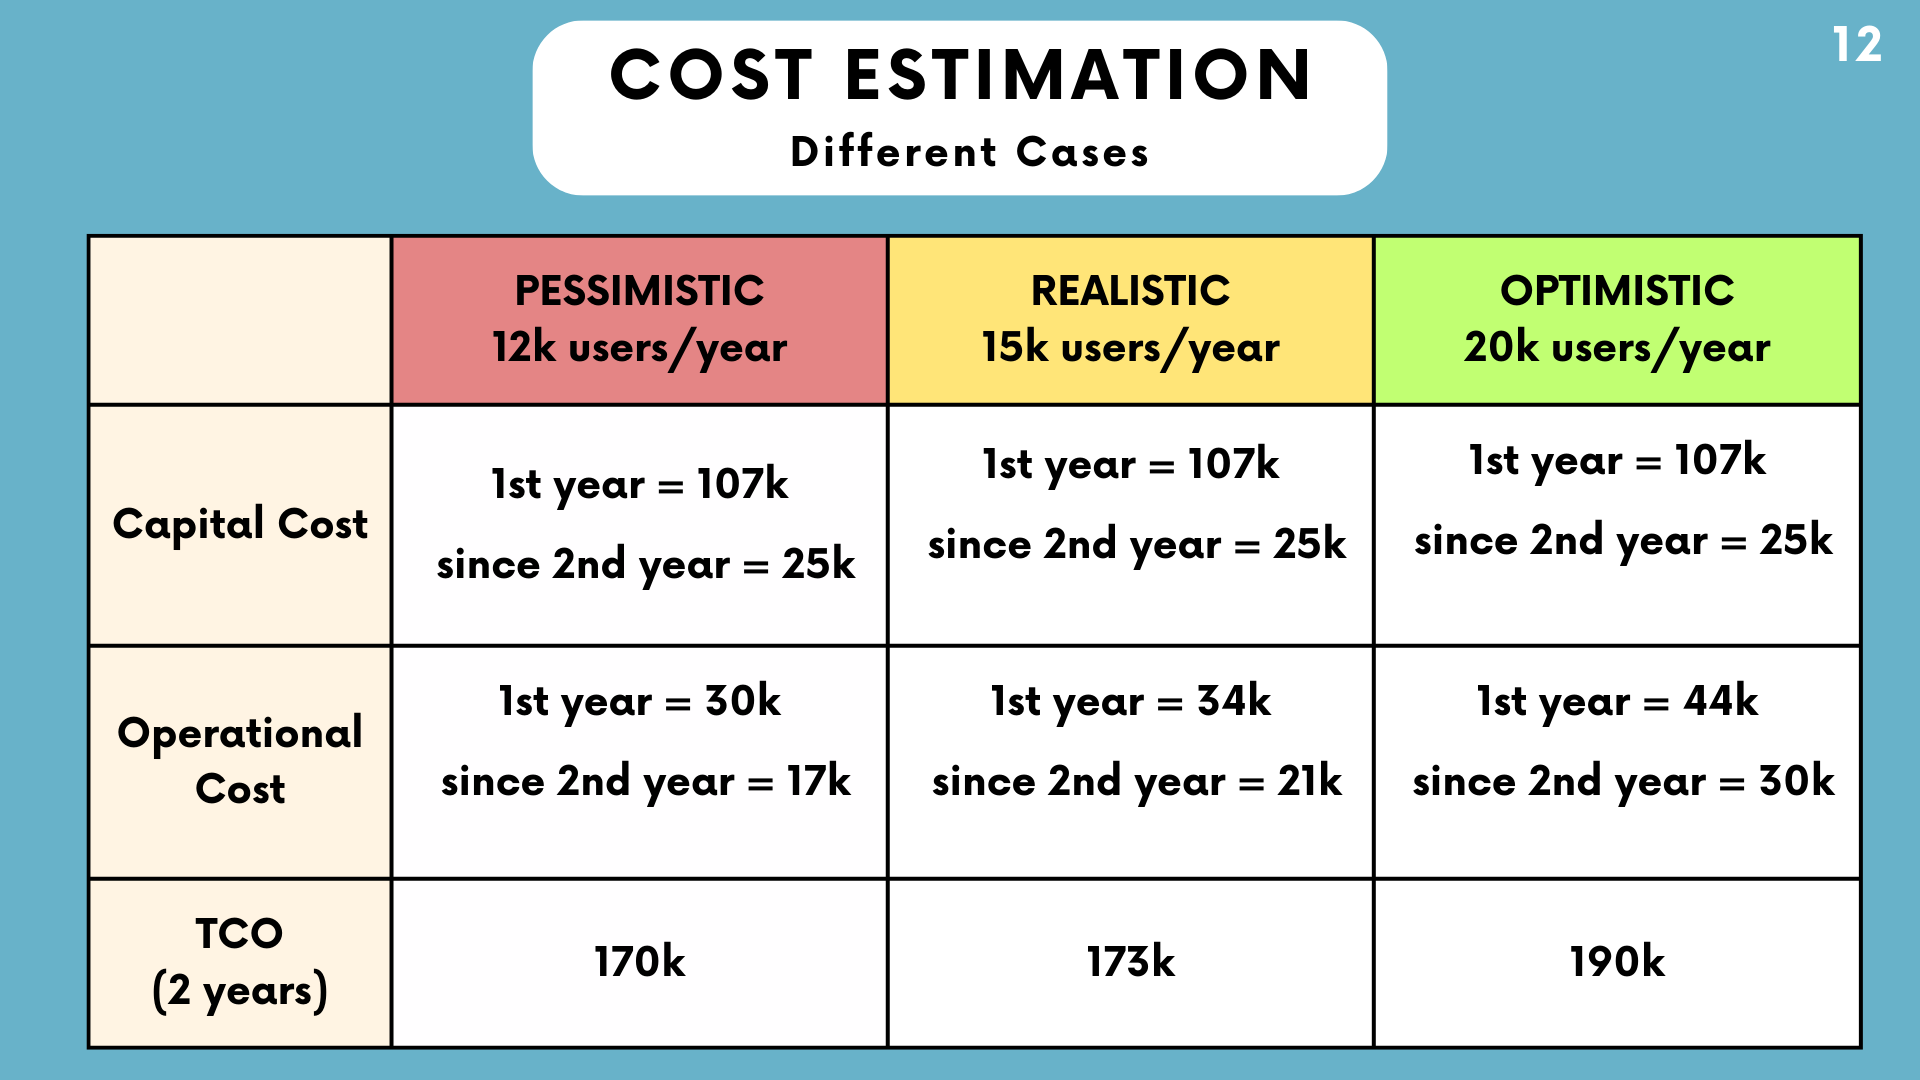 12
COST ESTIMATION
Different Cases
PESSIMISTIC
12k users/year
REALISTIC
15k users/year
OPTIMISTIC
20k users/year
Capital Cost
1st year = 107k
since 2nd year = 25k
1st year = 107k
since 2nd year = 25k
1st year = 107k
since 2nd year = 25k
Operational
Cost
1st year = 30k
since 2nd year = 17k
1st year = 34k
since 2nd year = 21k
1st year = 44k
since 2nd year = 30k
TCO
(2 years)
170k
173k
190k